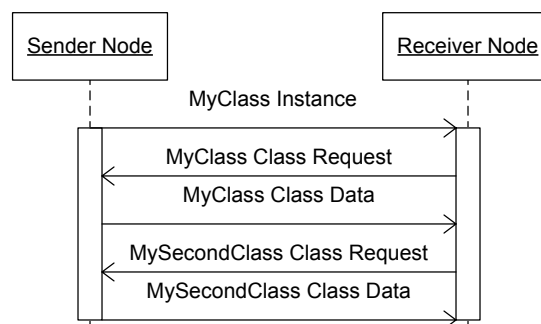 Sender Node
Receiver Node
MyClass Instance
MyClass Class Request
MyClass Class Data
MySecondClass Class Request
MySecondClass Class Data